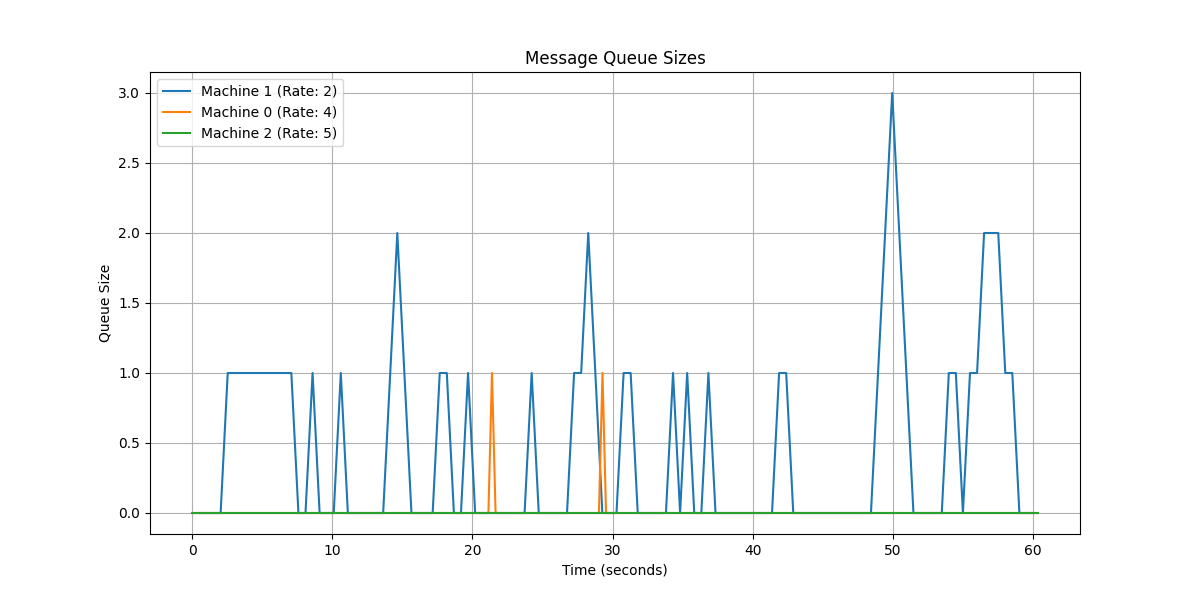 Message Queue Sizes
Machine 1 (Rate: 2)
Machine 0 (Rate: 4)
Machine 2 (Rate: 5)
Queue Size
3.0
2.5
2.0
1.5
1.0
0.5
0.0
0 10 20 30 40 50 60
Time (seconds)